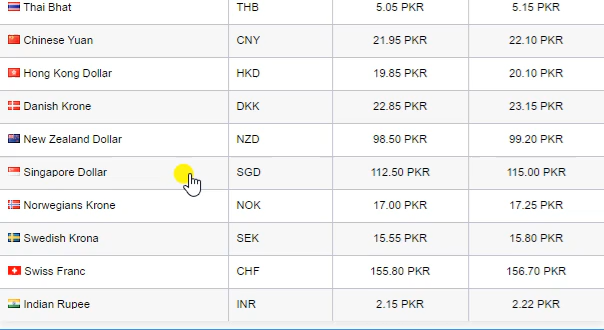 Thai Bhat THB 5.05 PKR 5.15 PKR
Chinese Yuan CNY 21.95 PKR 22.10 PKR
Hong Kong Dollar HKD 19.85 PKR 20.10 PKR
Danish Krone DKK 22.85 PKR 23.15 PKR
New Zealand Dollar NZD 98.50 PKR 99.20 PKR
Singapore Dollar SGD 112.50 PKR 115.00 PKR
Norwegians Krone NOK 17.00 PKR 17.25 PKR
Swedish Krona SEK 15.55 PKR 15.80 PKR
Swiss Franc CHF 155.80 PKR 156.70 PKR
Indian Rupee INR 2.15 PKR 2.22 PKR